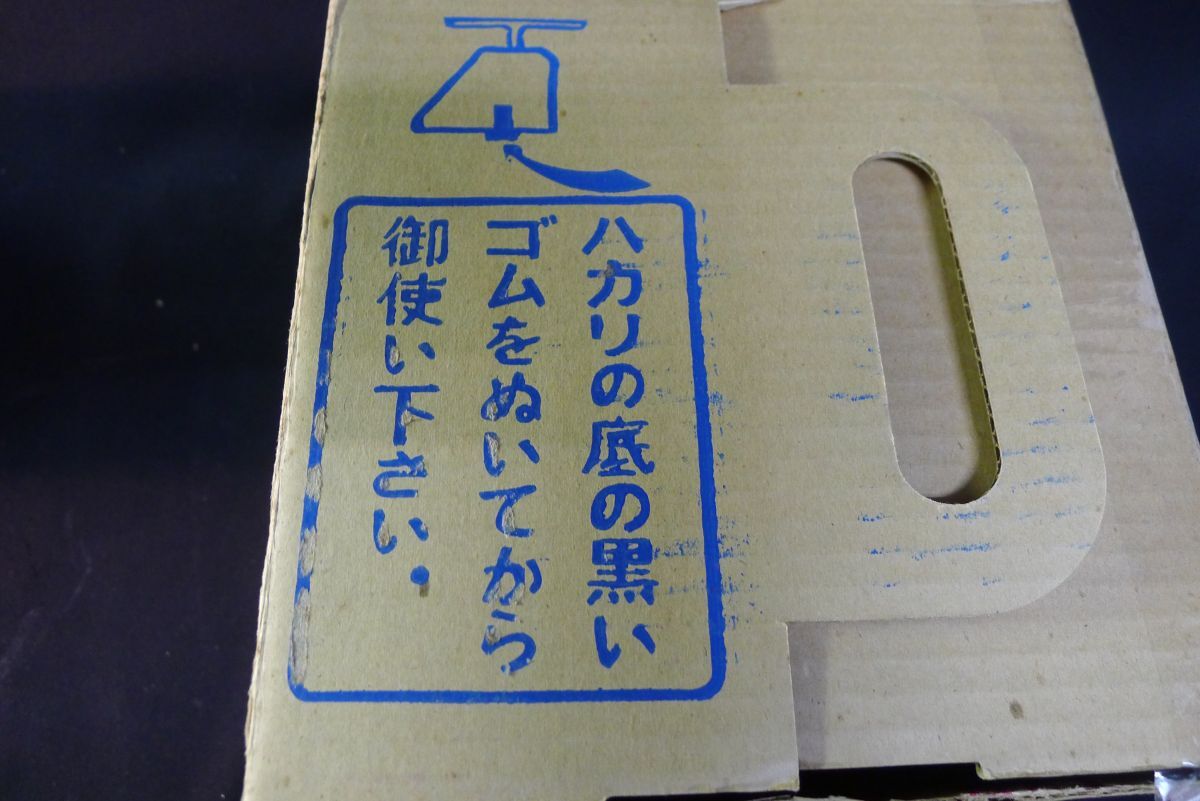 ハカリの底の黒い
ゴムをぬいてから
御使い下さい.